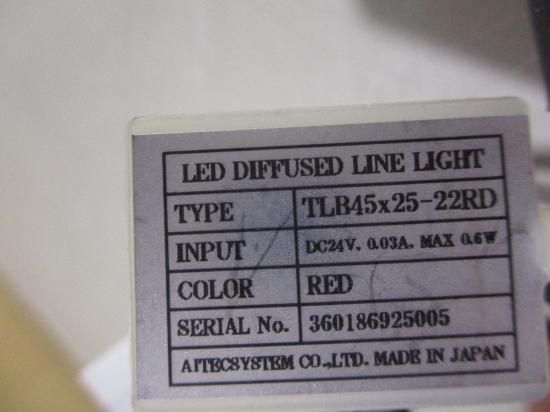 LED DIFFUSED LINE LIGHT
TYPE TLB45x25-22RD
INPUT DC24V. 0.03A. MAX 0.6W
COLOR RED
SERIAL No. 360186925005
AITECSYSTEM CO.,LTD. MADE IN JAPAN